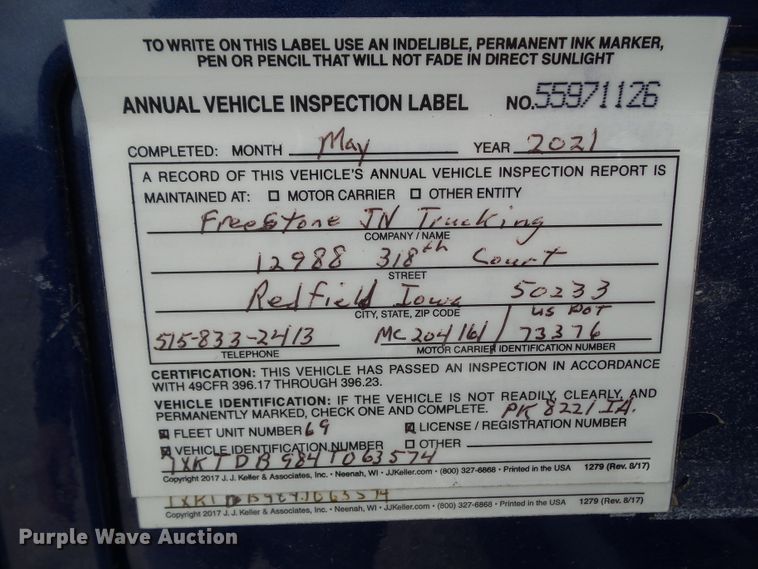 TO WRITE ON THIS LABEL USE AN INDELIBLE, PERMANENT INK MARKER,
PEN OR PENCIL THAT WILL NOT FADE IN DIRECT SUNLIGHT
ANNUAL VEHICLE INSPECTION LABEL NO. 55971126
COMPLETED: MONTH May YEAR 2021
A RECORD OF THIS VEHICLE'S ANNUAL VEHICLE INSPECTION REPORT IS
MAINTAINED AT: ☐ MOTOR CARRIER ☐ OTHER ENTITY
Freestone JN Trucking
COMPANY / NAME
12988 318th Court
STREET
Redfield Iowa 50233
CITY, STATE, ZIP CODE
US DOT
515-833-2413 MC204161/ 73376
TELEPHONE MOTOR CARRIER IDENTIFICATION NUMBER
CERTIFICATION: THIS VEHICLE HAS PASSED AN INSPECTION IN ACCORDANCE
WITH 49CFR 396.17 THROUGH 396.23.
VEHICLE IDENTIFICATION: IF THE VEHICLE IS NOT READILY, CLEARLY, AND
PERMANENTLY MARKED, CHECK ONE AND COMPLETE. PK 8221 IA.
☒ FLEET UNIT NUMBER 69 ☒ LICENSE / REGISTRATION NUMBER
☒ VEHICLE IDENTIFICATION NUMBER ☐ OTHER
1XKTDB984TO63574
Copyright 2017 J. J. Keller & Associates, Inc. • Neenah, WI • JJKeller.com • (800) 327-6868 • Printed in the USA 1279 (Rev. 8/17)
Copyright 2017 J. J. Keller & Associates, Inc. • Neenah, WI • JJKeller.com • (800) 327-6868 • Printed in the USA 1279 (Rev. 8/17)
Purple Wave Auction